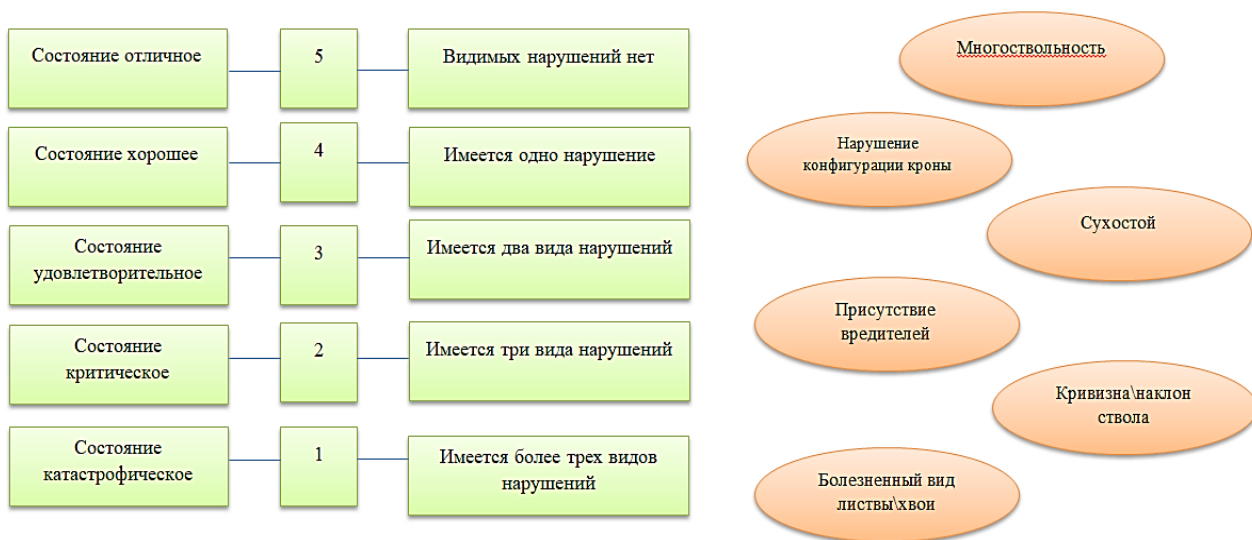 Состояние отличное
5
Видимых нарушений нет
Состояние хорошее
4
Имеется одно нарушение
Состояние
удовлетворительное
3
Имеется два вида нарушений
Состояние
критическое
2
Имеется три вида нарушений
Состояние
катастрофическое
1
Имеется более трех видов
нарушений
Многоствольность
Нарушение
конфигурации кроны
Сухостой
Присутствие
вредителей
Кривизна\наклон
ствола
Болезненный вид
листвы\хвои